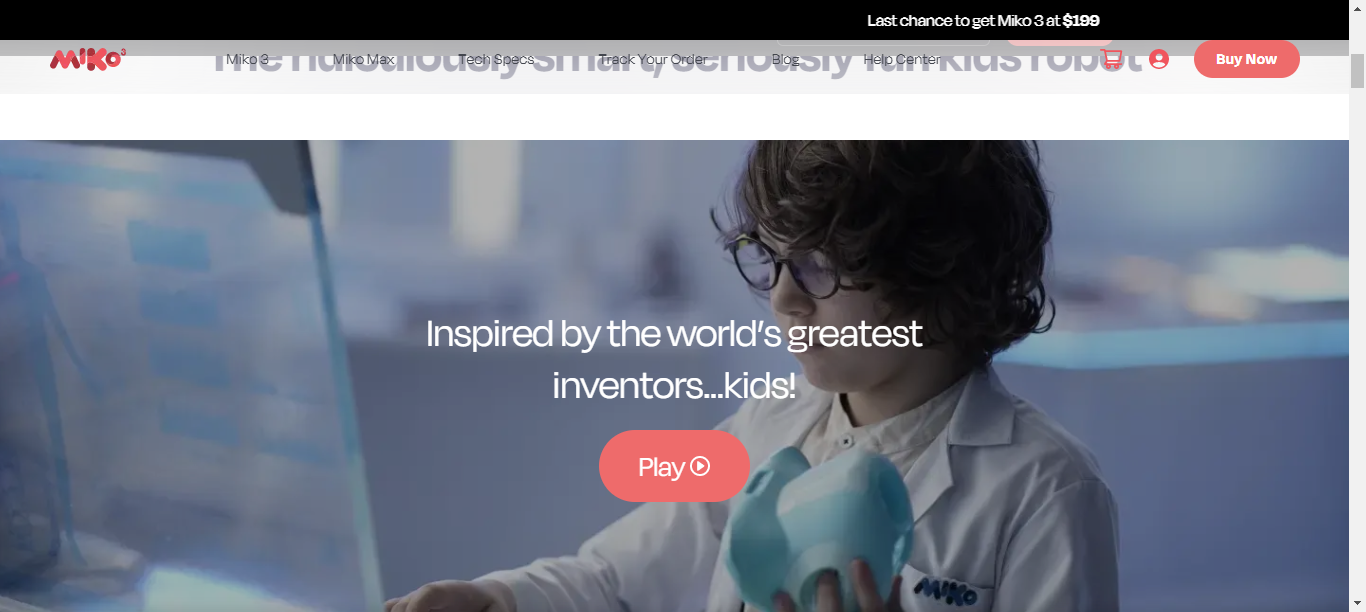 Last chance to get Miko 3 at $199
MIKO3
Miko 3
Miko Max
Tech Specs
Track Your Order
Blog
Help Center
Buy Now
The ridiculously smart, seriously fun kids robot
Inspired by the world's greatest
inventors...kids!
Play
MIKO